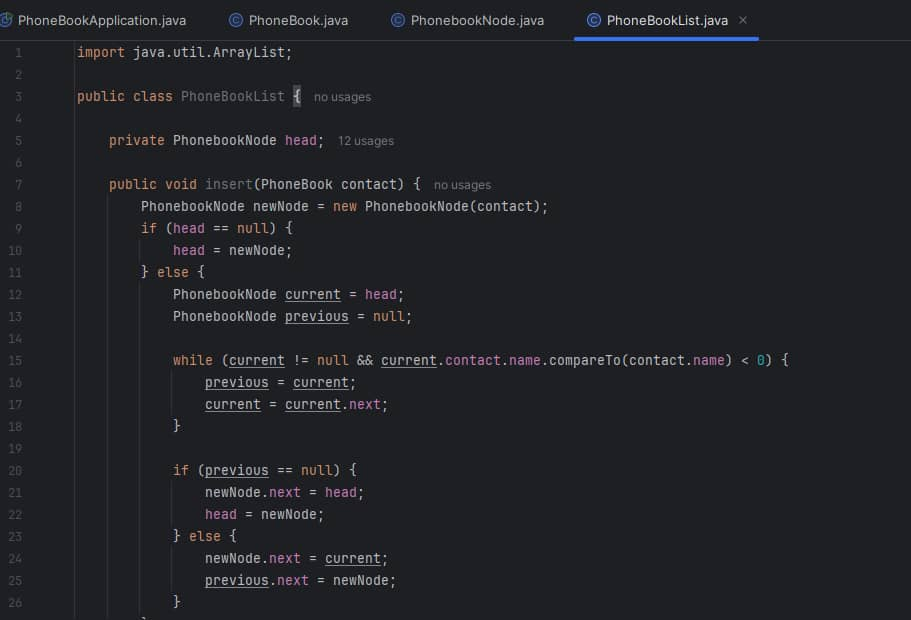 PhoneBookApplication.java PhoneBook.java PhonebookNode.java PhoneBookList.java ×
1 import java.util.ArrayList;
2
3 public class PhoneBookList { no usages
4
5 private PhonebookNode head; 12 usages
6
7 public void insert(PhoneBook contact) { no usages
8 PhonebookNode newNode = new PhonebookNode(contact);
9 if (head == null) {
10 head = newNode;
11 } else {
12 PhonebookNode current = head;
13 PhonebookNode previous = null;
14
15 while (current != null && current.contact.name.compareTo(contact.name) < 0) {
16 previous = current;
17 current = current.next;
18 }
19
20 if (previous == null) {
21 newNode.next = head;
22 head = newNode;
23 } else {
24 newNode.next = current;
25 previous.next = newNode;
26 }